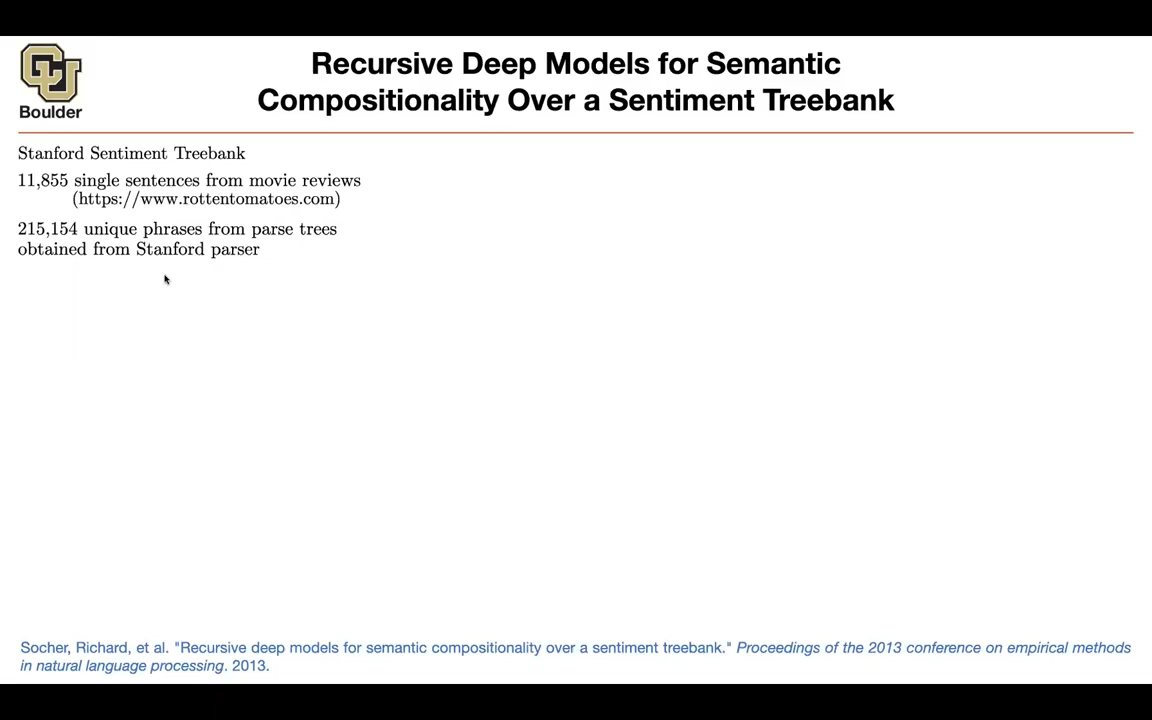 Boulder
Recursive Deep Models for Semantic
Compositionality Over a Sentiment Treebank
Stanford Sentiment Treebank
11,855 single sentences from movie reviews
(https://www.rottentomatoes.com)
215,154 unique phrases from parse trees
obtained from Stanford parser
Socher, Richard, et al. "Recursive deep models for semantic compositionality over a sentiment treebank." Proceedings of the 2013 conference on empirical methods
in natural language processing. 2013.